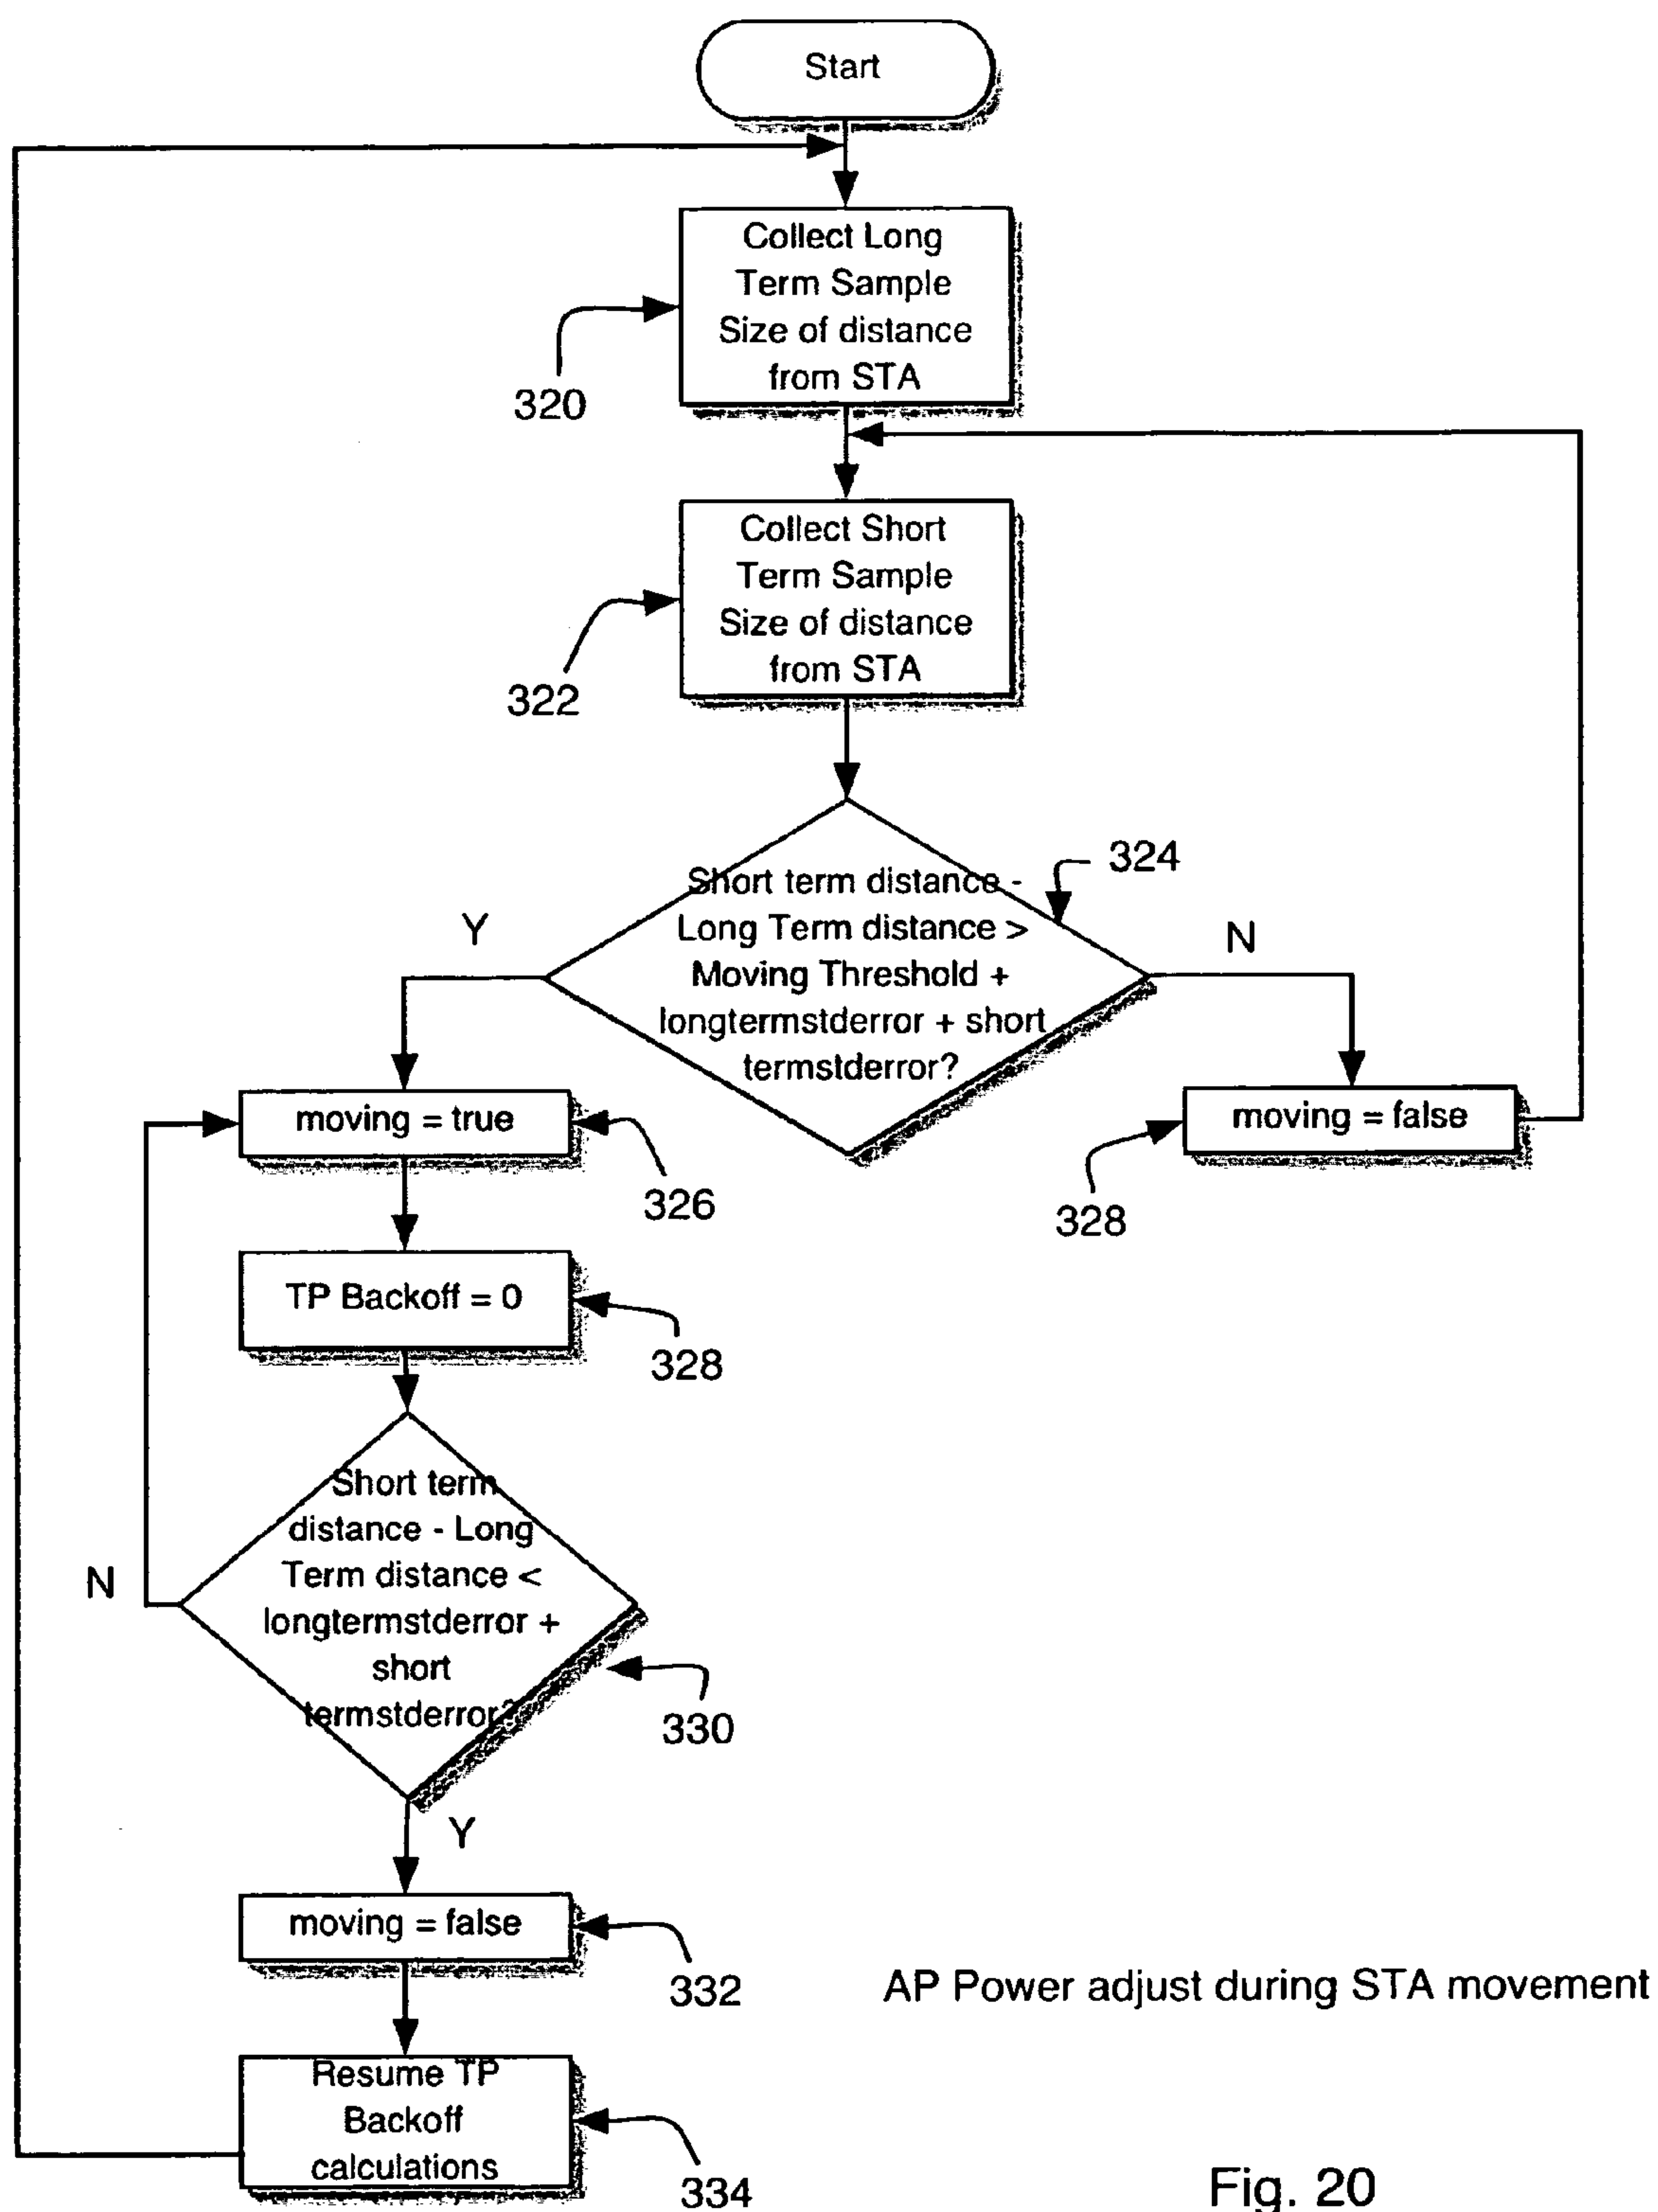 Start
Collect Long
Term Sample
Size of distance
from STA
320
Collect Short
Term Sample
Size of distance
from STA
322
324
Short term distance -
Long Term distance >
Moving Threshold +
longtermstderror + short
termstderror?
Y
N
moving = true
326
moving = false
328
TP Backoff = 0
328
Short term
distance - Long
Term distance <
longtermstderror +
short
termstderror?
N
330
Y
moving = false
332
AP Power adjust during STA movement
Resume TP
Backoff
calculations
334
Fig. 20